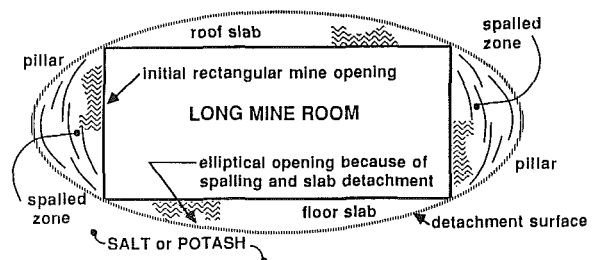 roof slab
spalled
zone
pillar
initial rectangular mine opening
LONG MINE ROOM
elliptical opening because of
spalling and slab detachment
pillar
spalled
zone
floor slab
detachment surface
SALT or POTASH